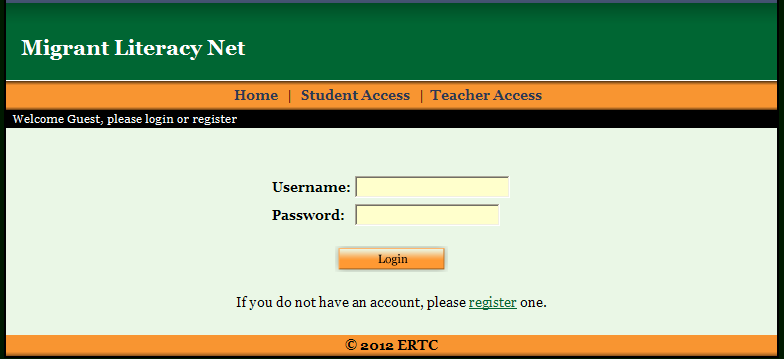 Migrant Literacy Net
Home | Student Access | Teacher Access
Welcome Guest, please login or register
Username:
Password:
Login
If you do not have an account, please register one.
© 2012 ERTC